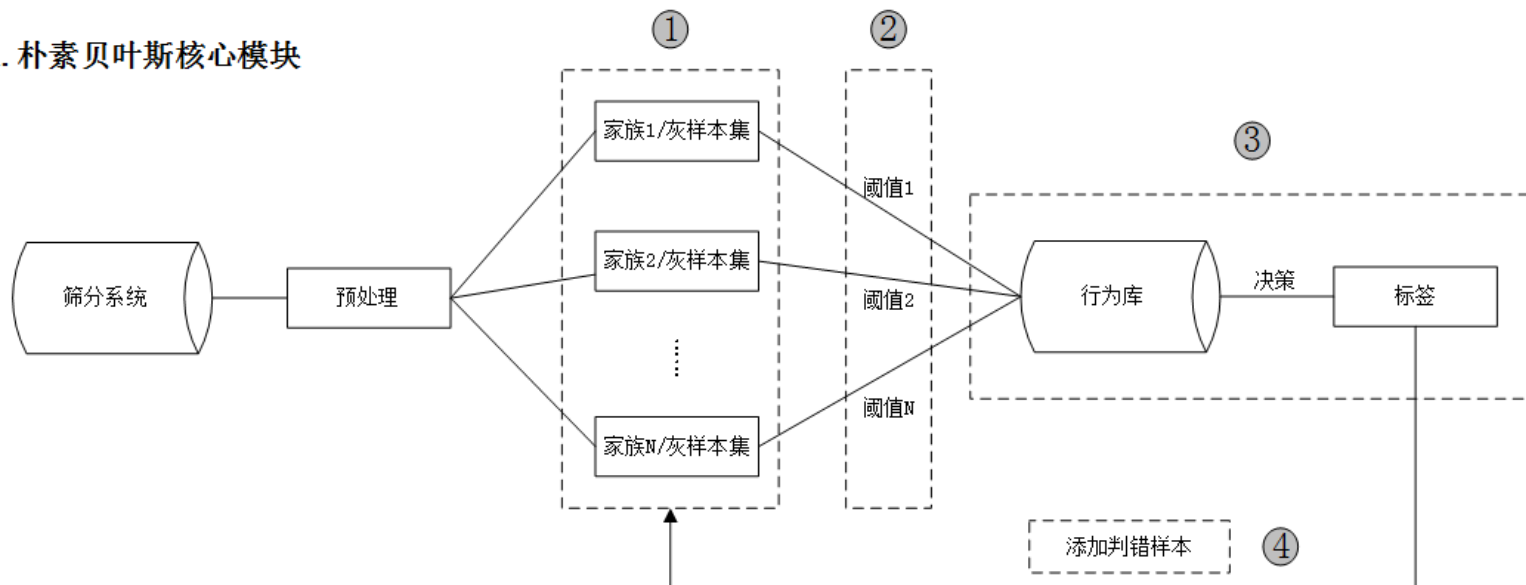 . 朴素贝叶斯核心模块
①
②
③
家族1/灰样本集
阈值1
家族2/灰样本集
阈值2
筛分系统
预处理
行为库
决策
标签
家族N/灰样本集
阈值N
添加判错样本
④